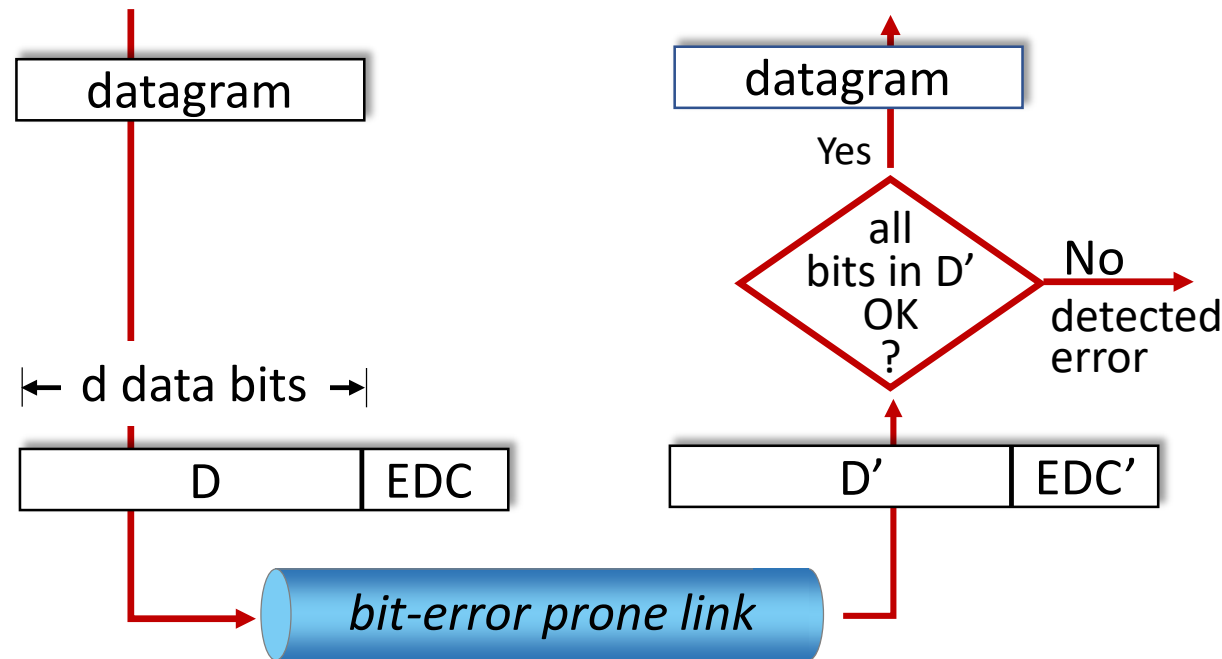 datagram
d data bits
D
EDC
bit-error prone link
datagram
Yes
all
bits in D’
OK
?
No
detected
error
D’
EDC’